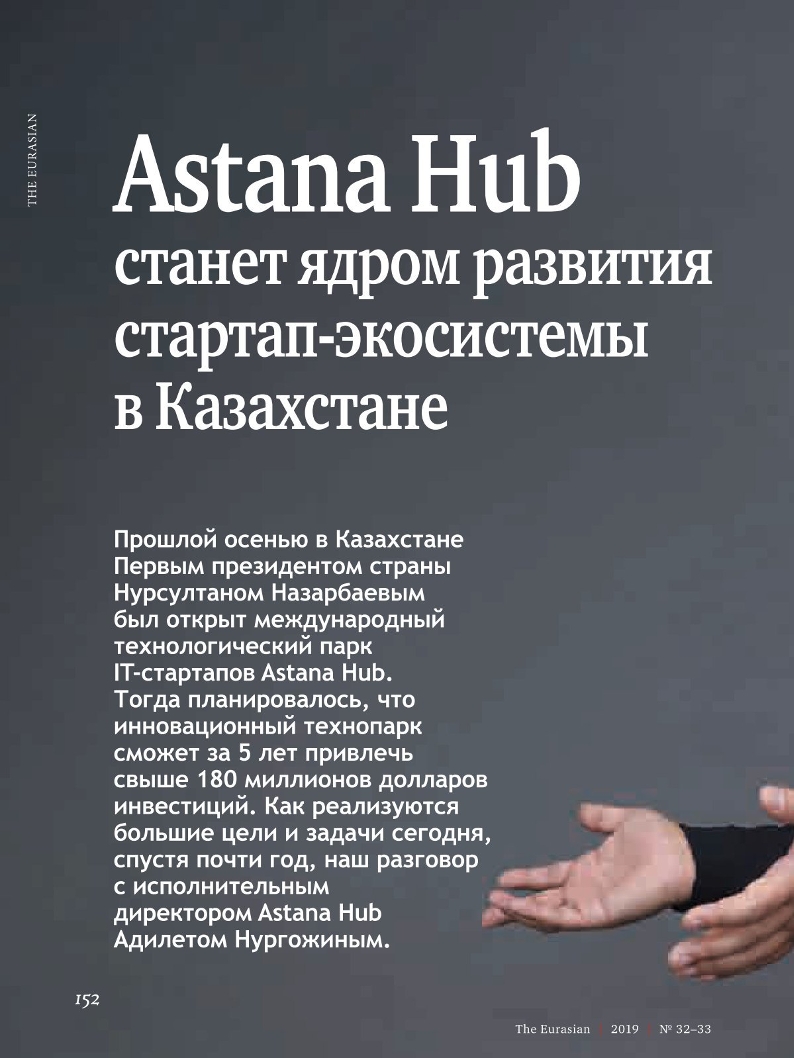 THE EURASIAN
Astana Hub
станет ядром развития
стартап-экосистемы
в Казахстане
Прошлой осенью в Казахстане
Первым президентом страны
Нурсултаном Назарбаевым
был открыт международный
технологический парк
IT-стартапов Astana Hub.
Тогда планировалось, что
инновационный технопарк
сможет за 5 лет привлечь
свыше 180 миллионов долларов
инвестиций. Как реализуются
большие цели и задачи сегодня,
спустя почти год, наш разговор
с исполнительным
директором Astana Hub
Адилетом Нургожиным.
152
The Eurasian | 2019 | № 32–33